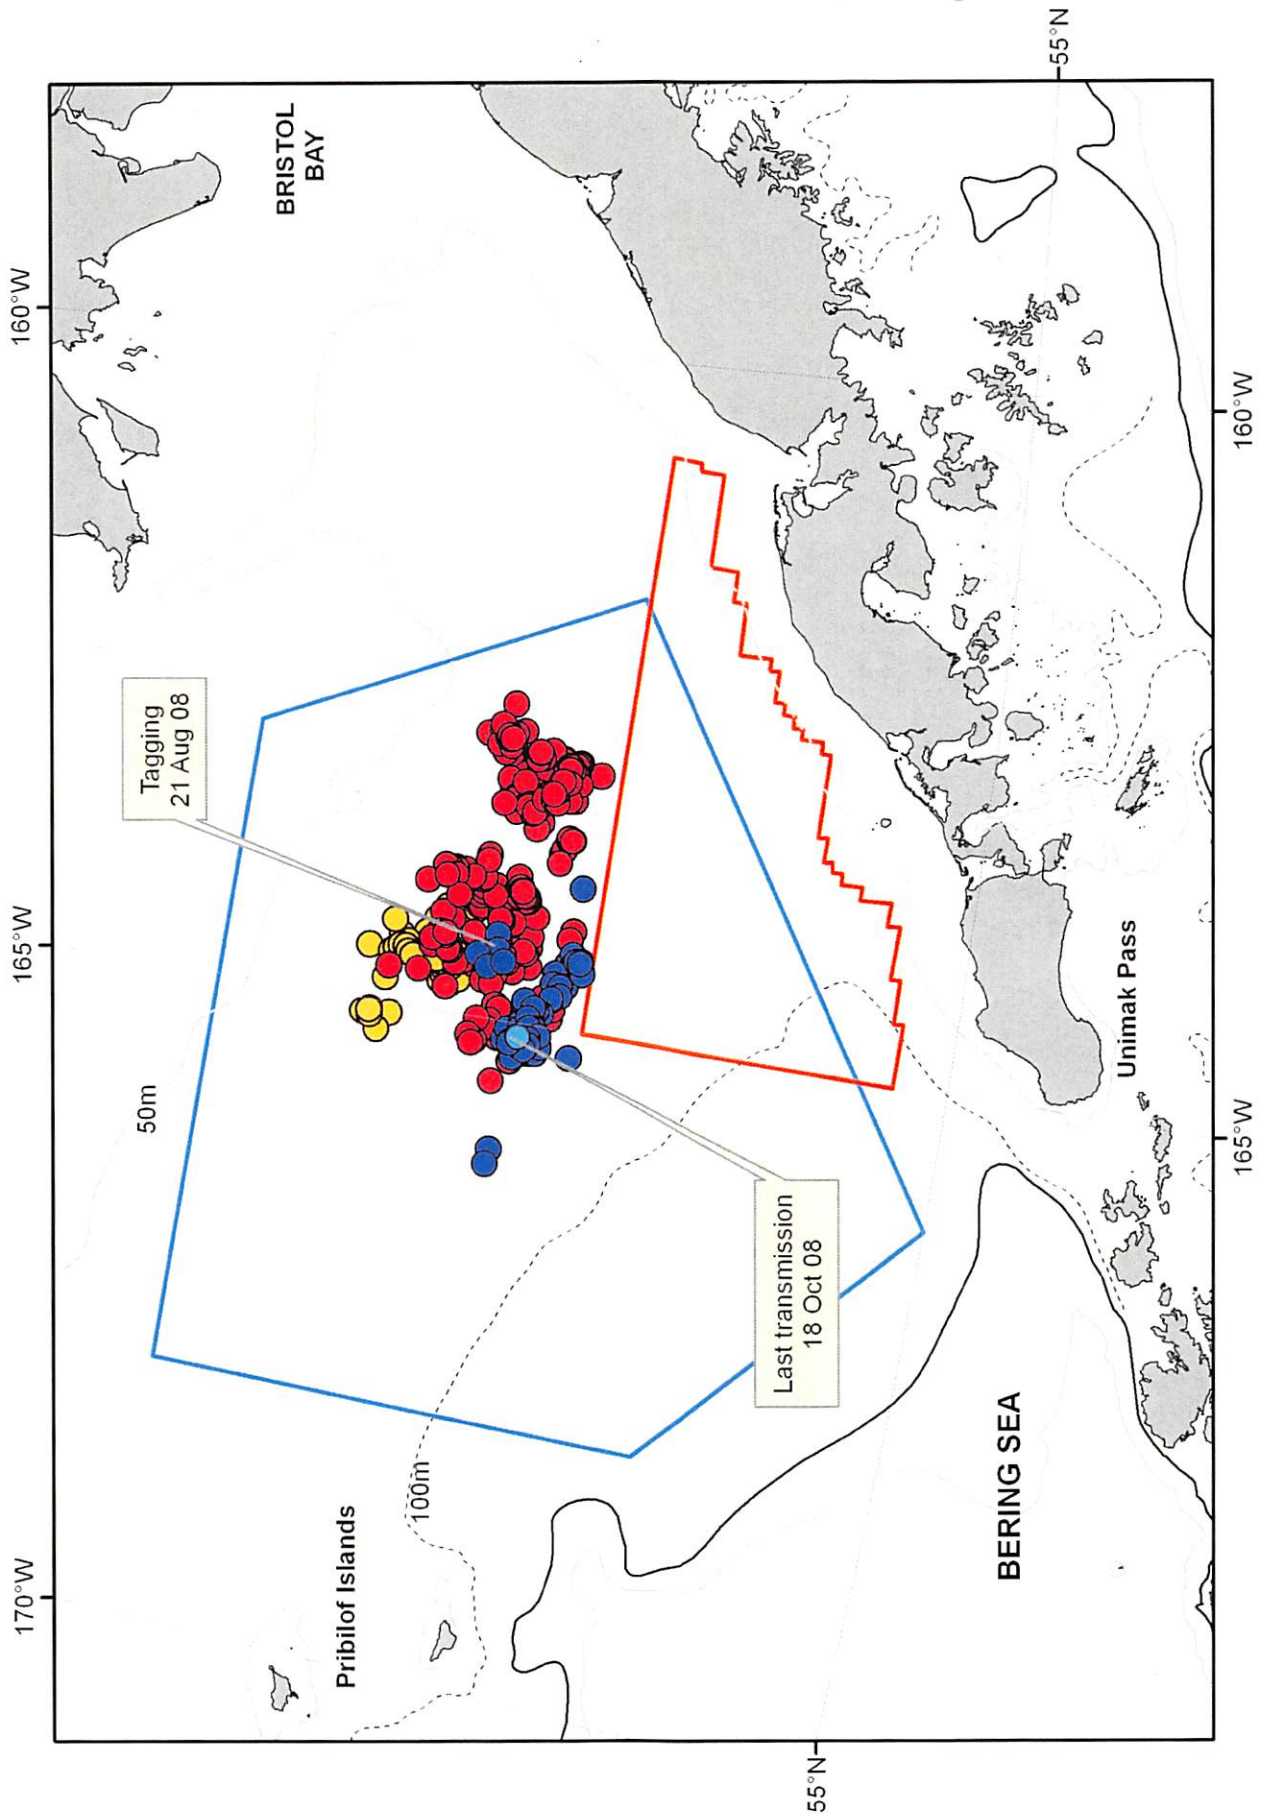 170°W
165°W
160°W
50m
Tagging
21 Aug 08
BRISTOL
BAY
Pribilof Islands
100m
Last transmission
18 Oct 08
BERING SEA
Unimak Pass
55°N
55°N
165°W
160°W